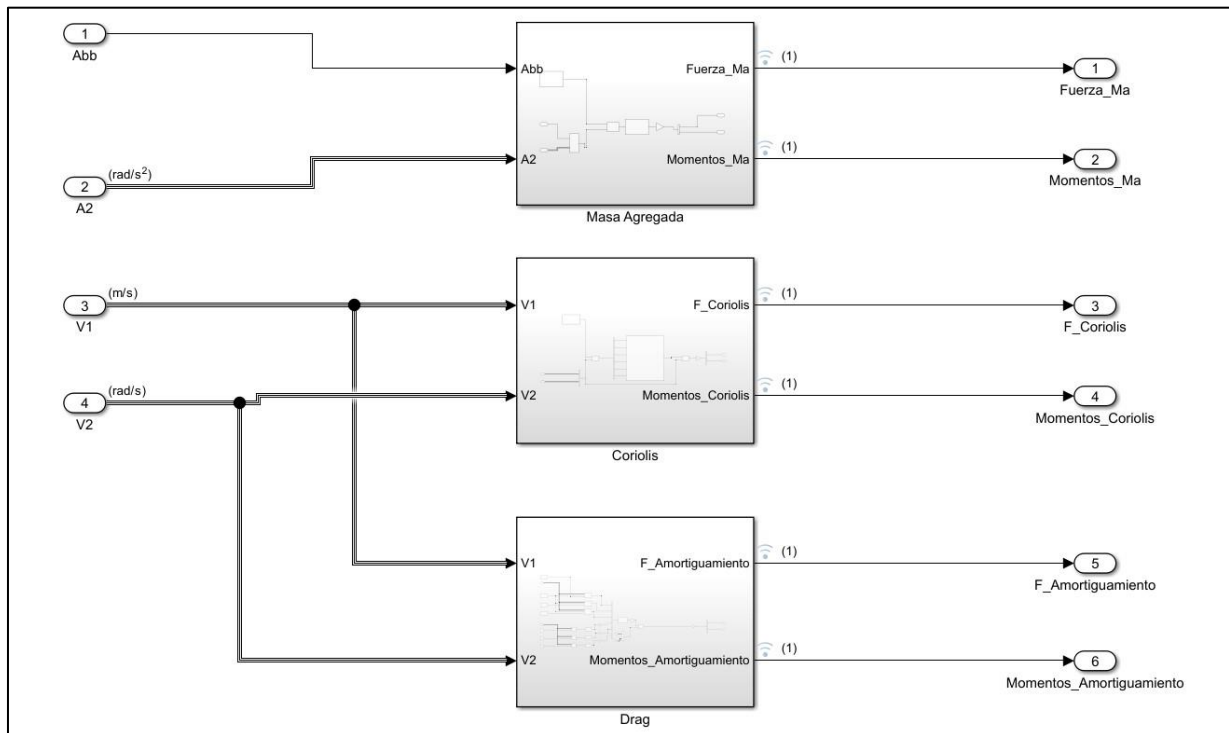 1
Abb
(rad/s²)
2
A2
Abb
A2
Fuerza_Ma
Momentos_Ma
Masa Agregada
(1)
(1)
1
Fuerza_Ma
2
Momentos_Ma
(m/s)
3
V1
(rad/s)
4
V2
V1
V2
F_Coriolis
Momentos_Coriolis
Coriolis
(1)
(1)
3
F_Coriolis
4
Momentos_Coriolis
V1
V2
F_Amortiguamiento
Momentos_Amortiguamiento
Drag
(1)
(1)
5
F_Amortiguamiento
6
Momentos_Amortiguamiento